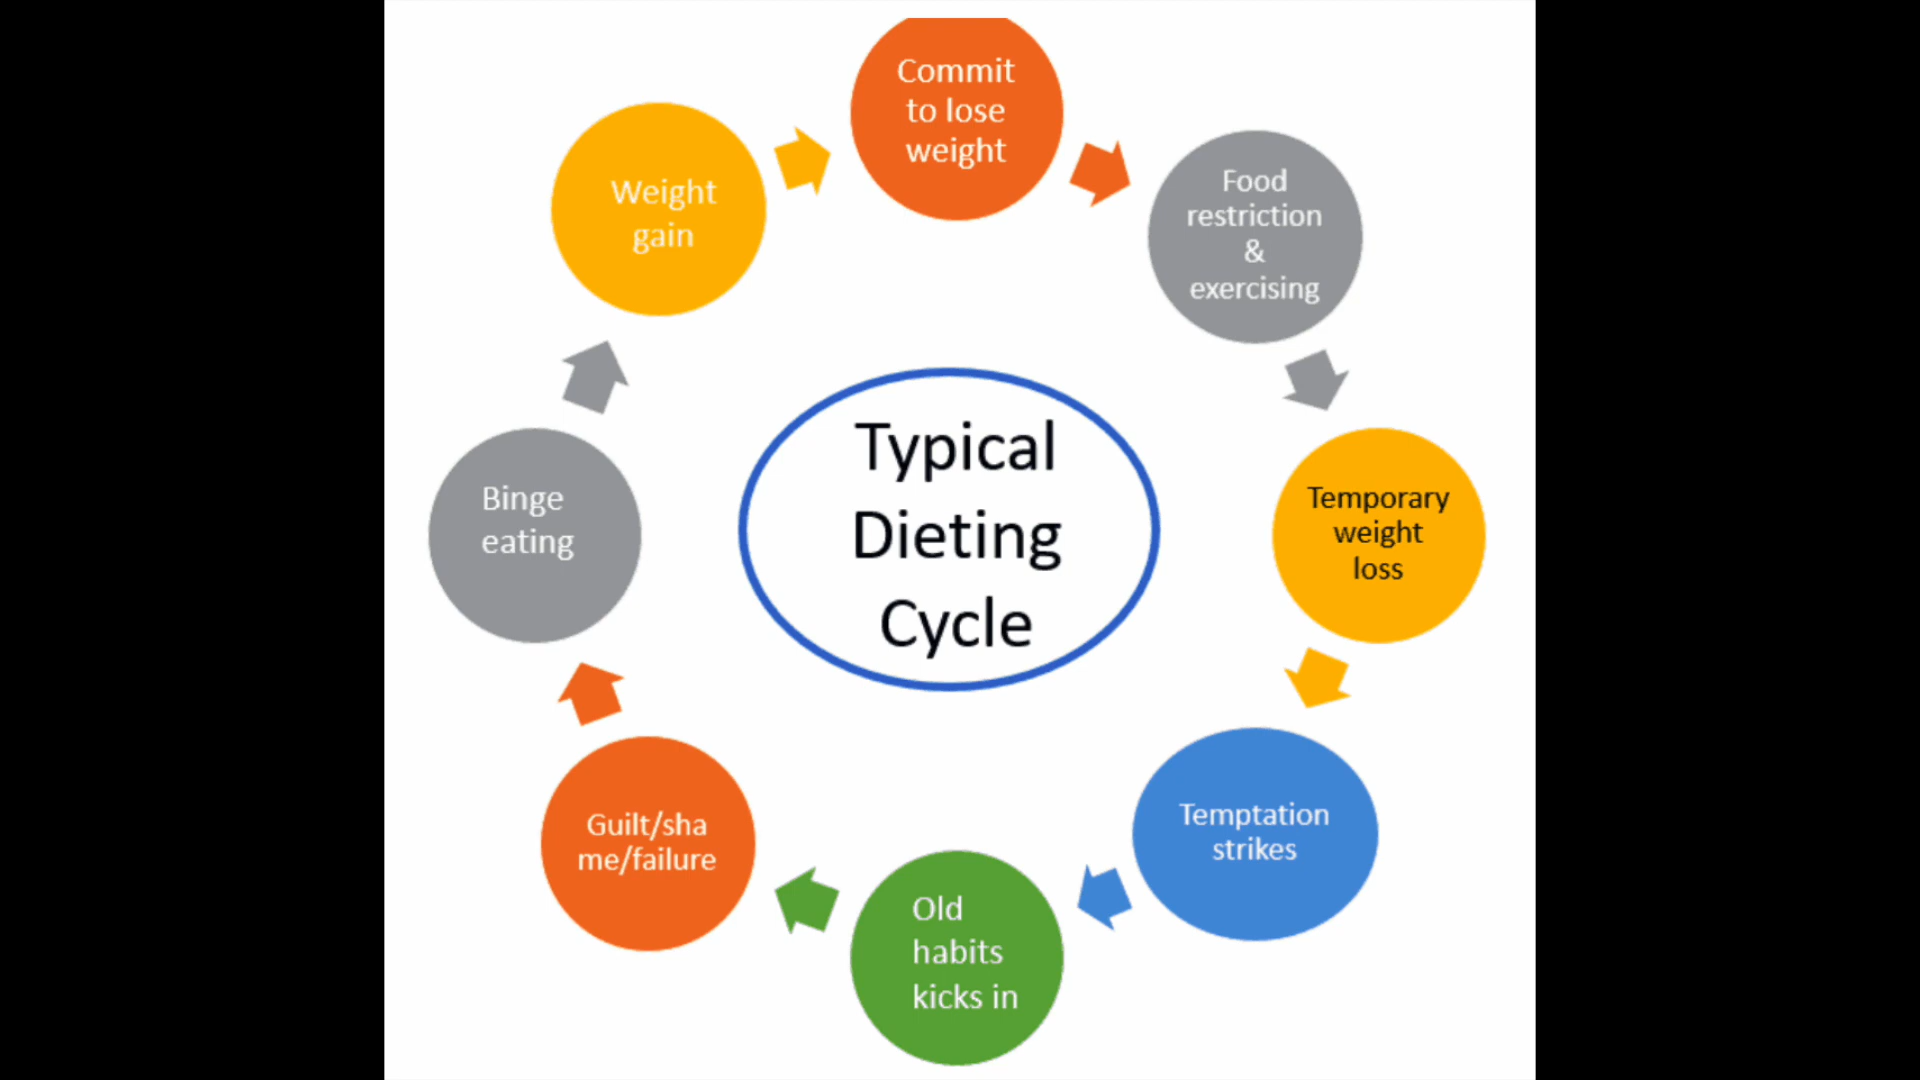 Commit
to lose
weight
Food
restriction
&
exercising
Temporary
weight
loss
Temptation
strikes
Old
habits
kicks in
Guilt/sha
me/failure
Binge
eating
Weight
gain
Typical
Dieting
Cycle